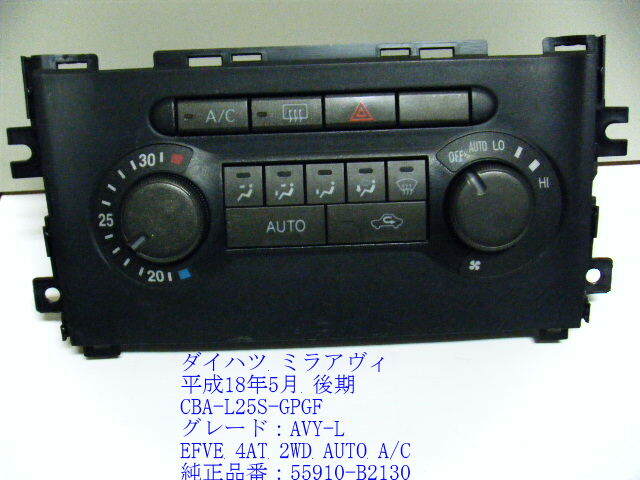 A/C
AUTO LO
OFF
HI
30
25
20
AUTO
ダイハツ ミラアヴィ
平成18年5月 後期
CBA-L25S-GPGF
グレード：AVY-L
EFVE 4AT 2WD AUTO A/C
純正品番：55910-B2130